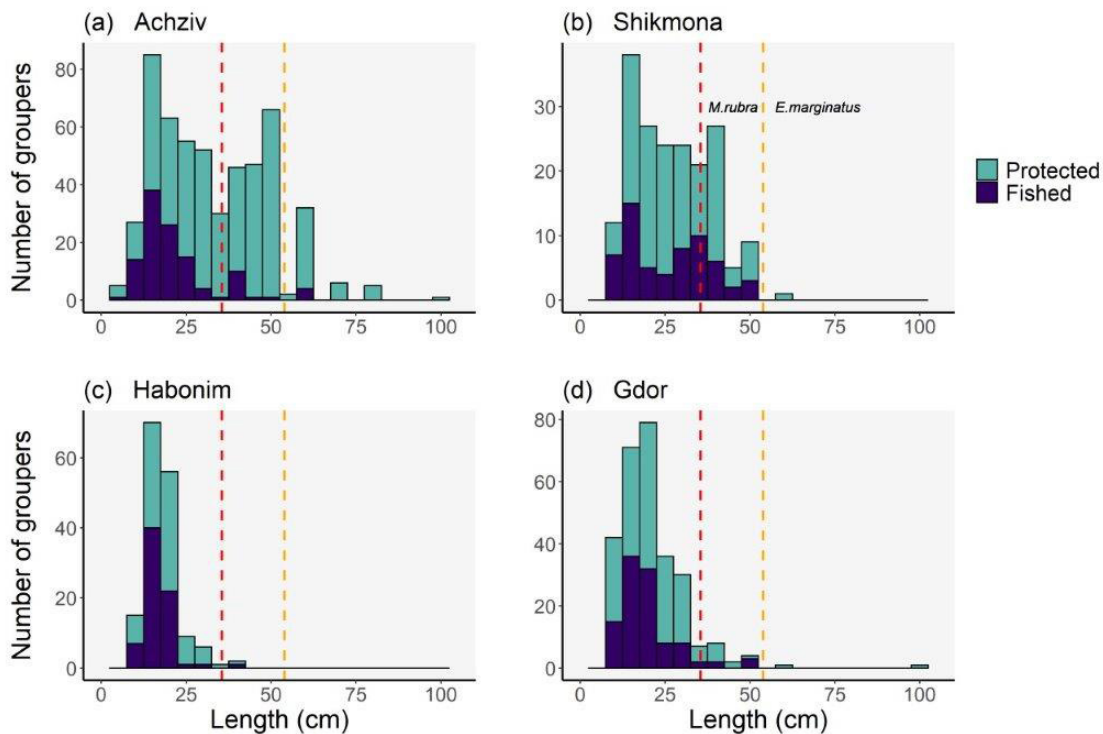 (a) Achziv
(b) Shikmona
Number of groupers
80
60
40
20
0
0 25 50 75 100
30
20
10
0
M.rubra E.marginatus
0 25 50 75 100
Protected
Fished
(c) Habonim
(d) Gdor
Number of groupers
60
40
20
0
0 25 50 75 100
Length (cm)
80
60
40
20
0
0 25 50 75 100
Length (cm)